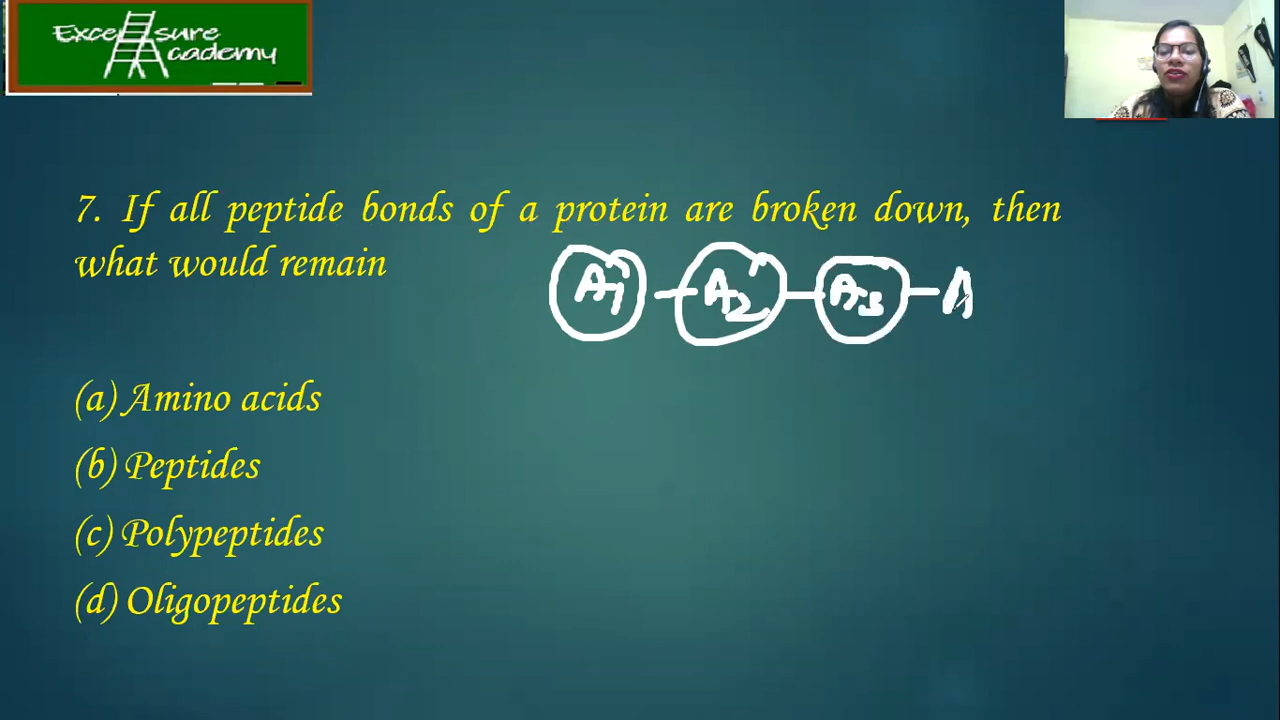 Excel sure
Academy
7. If all peptide bonds of a protein are broken down, then
what would remain
A1 - A2 - A3 - A
(a) Amino acids
(b) Peptides
(c) Polypeptides
(d) Oligopeptides